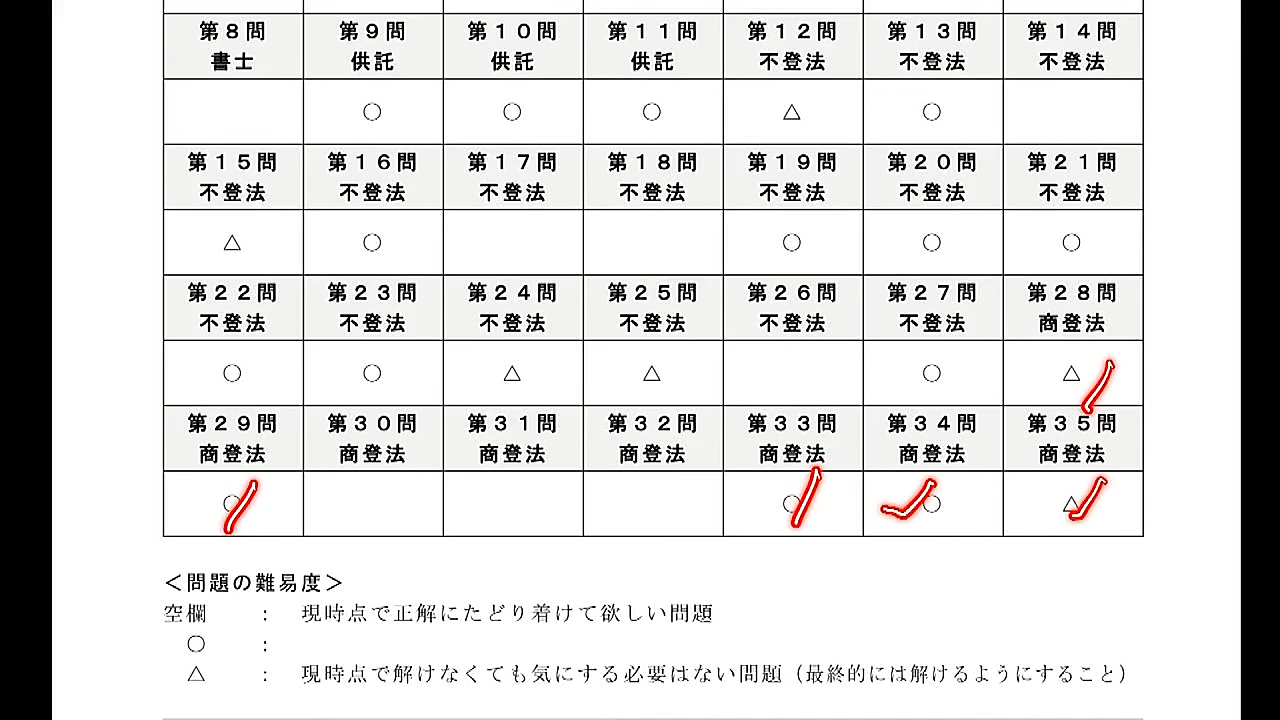 第8問 第9問 第10問 第11問 第12問 第13問 第14問
書士 供託 供託 供託 不登法 不登法 不登法
○ ○ ○ △ ○
第15問 第16問 第17問 第18問 第19問 第20問 第21問
不登法 不登法 不登法 不登法 不登法 不登法 不登法
△ ○ ○ ○ ○
第22問 第23問 第24問 第25問 第26問 第27問 第28問
不登法 不登法 不登法 不登法 不登法 不登法 商登法
○ ○ △ △ ○ △
第29問 第30問 第31問 第32問 第33問 第34問 第35問
商登法 商登法 商登法 商登法 商登法 商登法 商登法
○ ○ ○ △
＜問題の難易度＞
空欄 : 現時点で正解にたどり着けて欲しい問題
○ :
△ : 現時点で解けなくても気にする必要はない問題（最終的には解けるようにすること）